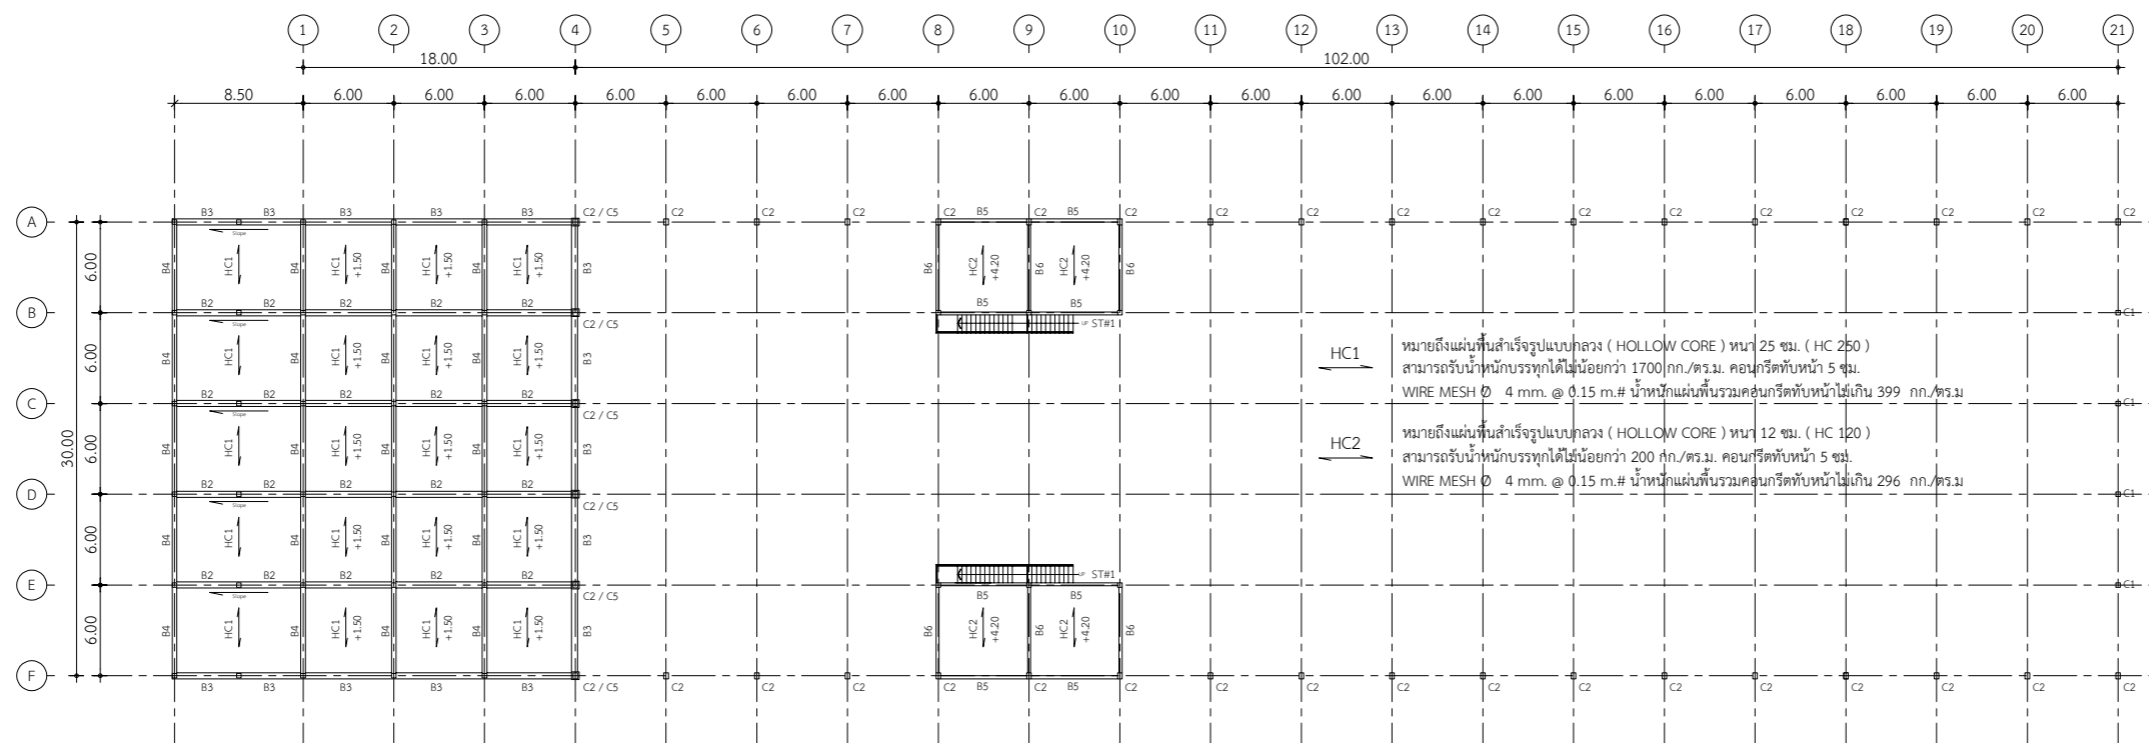 1 2 3 4 5 6 7 8 9 10 11 12 13 14 15 16 17 18 19 20 21
18.00 102.00
8.50 6.00 6.00 6.00 6.00 6.00 6.00 6.00 6.00 6.00 6.00 6.00 6.00 6.00 6.00 6.00 6.00 6.00 6.00 6.00 6.00
B3 B3 B3 B3 B3 C2 / C5 C2 C2 C2 C2 B5 C2 B5 C2 C2 C2 C2 C2 C2 C2 C2 C2 C2 C2 C2
A
Slope
6.00 B4 HC1 B4 HC1 +1.50 B4 HC1 +1.50 B4 HC1 +1.50 B3 B6 HC2 +4.20 B6 HC2 +4.20 B6
B2 B2 B2 B2 B2 B5 B5
B C1
Slope C2 / C5 UP ST#1
6.00 B4 HC1 B4 HC1 +1.50 B4 HC1 +1.50 B4 HC1 +1.50 B3
HC1 หมายถึงแผ่นพื้นสำเร็จรูปแบบกลวง ( HOLLOW CORE ) หนา 25 ซม. ( HC 250 )
สามารถรับน้ำหนักบรรทุกได้ไม่น้อยกว่า 1700 กก./ตร.ม. คอนกรีตทับหน้า 5 ซม.
WIRE MESH Ø 4 mm. @ 0.15 m.# น้ำหนักแผ่นพื้นรวมคอนกรีตทับหน้าไม่เกิน 399 กก./ตร.ม
B2 B2 B2 B2 B2
C C1
Slope C2 / C5
30.00 6.00 B4 HC1 B4 HC1 +1.50 B4 HC1 +1.50 B4 HC1 +1.50 B3
HC2 หมายถึงแผ่นพื้นสำเร็จรูปแบบกลวง ( HOLLOW CORE ) หนา 12 ซม. ( HC 120 )
สามารถรับน้ำหนักบรรทุกได้ไม่น้อยกว่า 200 กก./ตร.ม. คอนกรีตทับหน้า 5 ซม.
WIRE MESH Ø 4 mm. @ 0.15 m.# น้ำหนักแผ่นพื้นรวมคอนกรีตทับหน้าไม่เกิน 296 กก./ตร.ม
B2 B2 B2 B2 B2
D C1
Slope C2 / C5
6.00 B4 HC1 B4 HC1 +1.50 B4 HC1 +1.50 B4 HC1 +1.50 B3
B2 B2 B2 B2 B2 UP ST#1
E C1
Slope C2 / C5 B5 B5
6.00 B4 HC1 B4 HC1 +1.50 B4 HC1 +1.50 B4 HC1 +1.50 B3 B6 HC2 +4.20 B6 HC2 +4.20 B6
F
B3 B3 B3 B3 B3 C2 / C5 C2 C2 C2 C2 B5 C2 B5 C2 C2 C2 C2 C2 C2 C2 C2 C2 C2 C2 C2